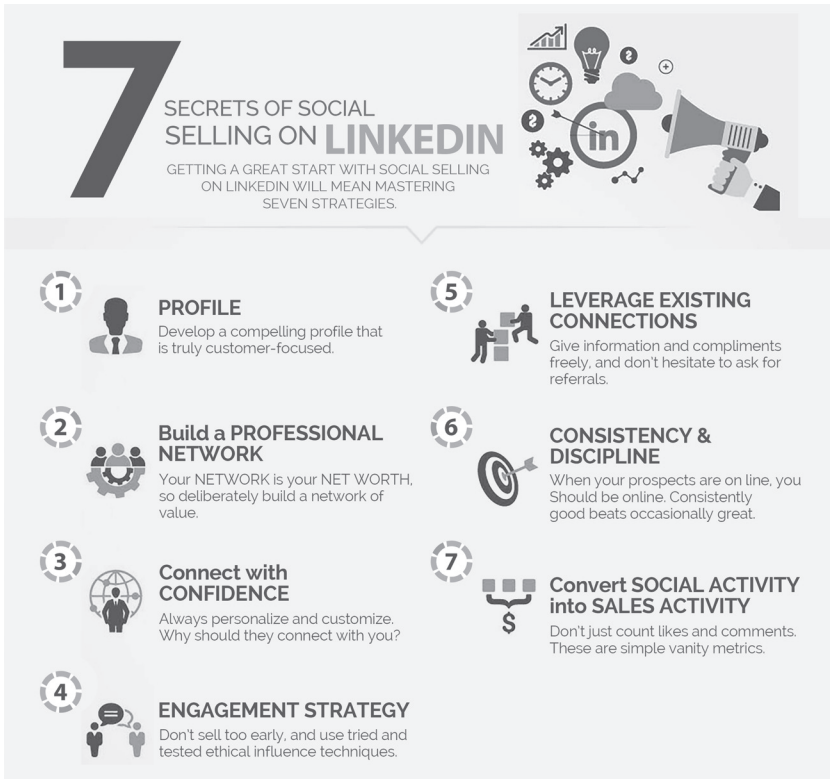 7
SECRETS OF SOCIAL
SELLING ON LINKEDIN
GETTING A GREAT START WITH SOCIAL SELLING
ON LINKEDIN WILL MEAN MASTERING
SEVEN STRATEGIES.
in
1
PROFILE
Develop a compelling profile that
is truly customer-focused.
2
Build a PROFESSIONAL
NETWORK
Your NETWORK is your NET WORTH,
so deliberately build a network of
value.
3
Connect with
CONFIDENCE
Always personalize and customize.
Why should they connect with you?
4
ENGAGEMENT STRATEGY
Don't sell too early, and use tried and
tested ethical influence techniques.
5
LEVERAGE EXISTING
CONNECTIONS
Give information and compliments
freely, and don't hesitate to ask for
referrals.
6
CONSISTENCY &
DISCIPLINE
When your prospects are on line, you
Should be online. Consistently
good beats occasionally great.
7
Convert SOCIAL ACTIVITY
into SALES ACTIVITY
$
Don't just count likes and comments.
These are simple vanity metrics.